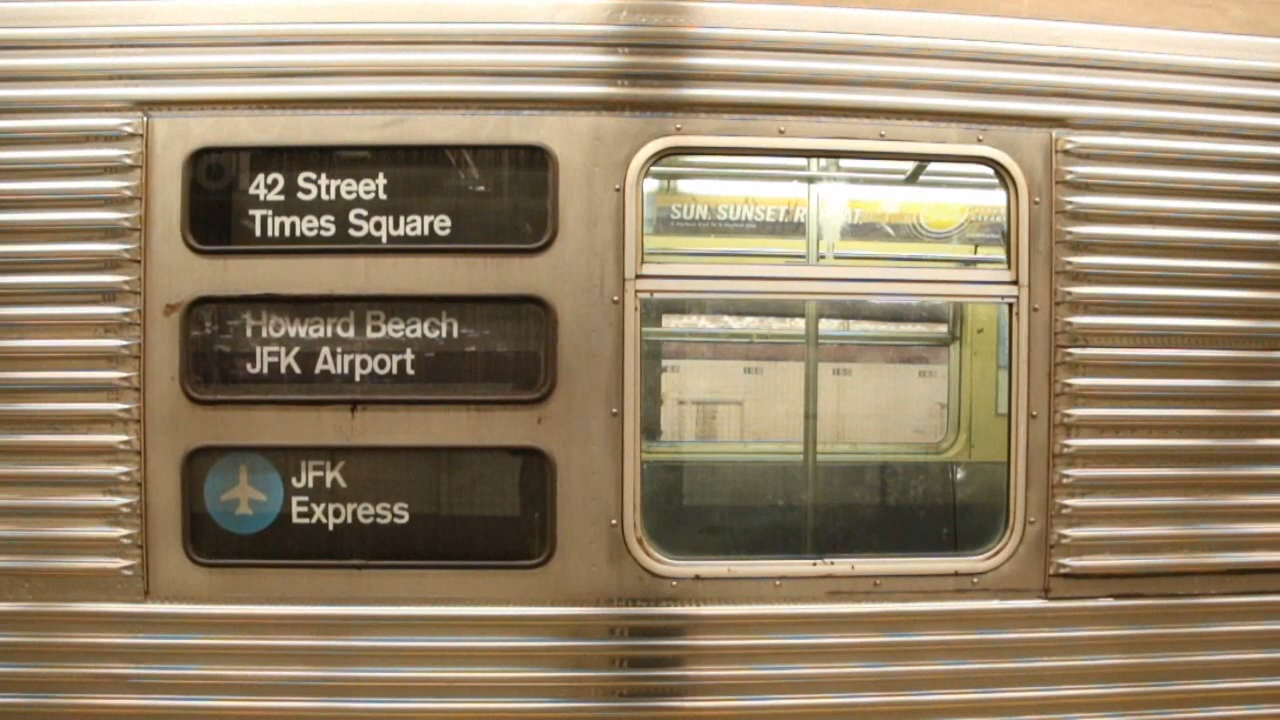 42 Street
Times Square
Howard Beach
JFK Airport
JFK
Express
SUN. SUNSET.